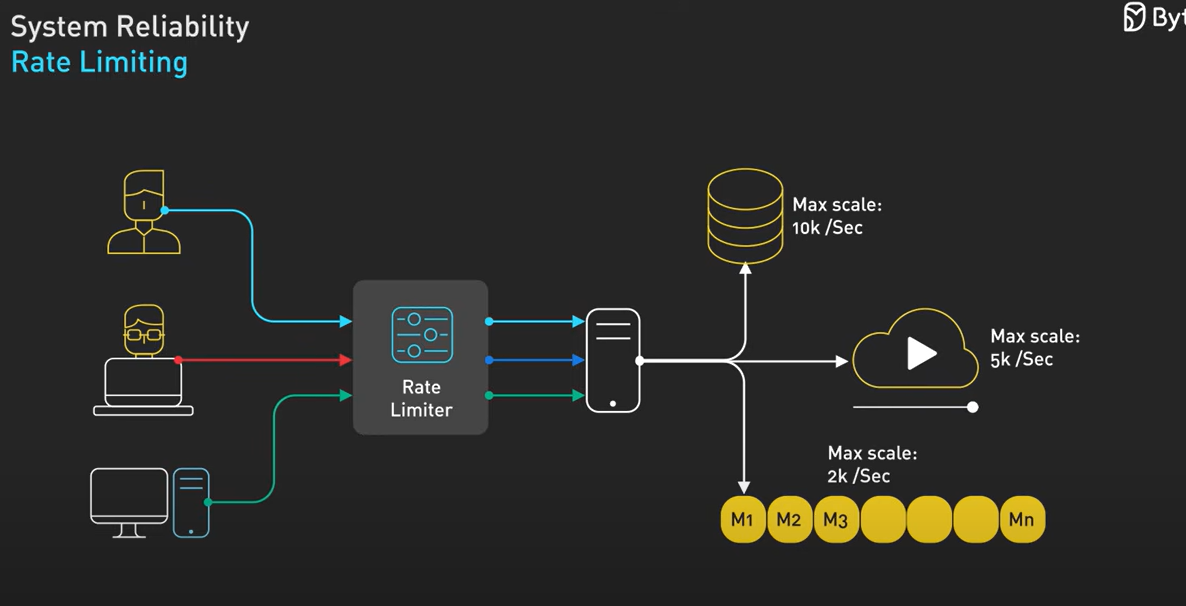 System Reliability
Rate Limiting
Max scale:
10k /Sec
Max scale:
5k /Sec
Rate
Limiter
Max scale:
2k /Sec
M1 M2 M3 Mn